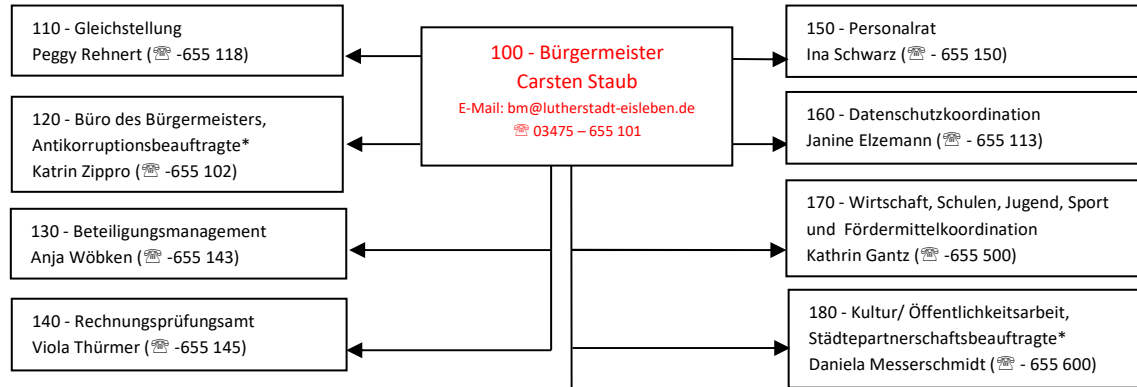 110 - Gleichstellung
Peggy Rehnert (☏ -655 118)
120 - Büro des Bürgermeisters,
Antikorruptionsbeauftragte*
Katrin Zippro (☏ -655 102)
130 - Beteiligungsmanagement
Anja Wöbken (☏ -655 143)
140 - Rechnungsprüfungsamt
Viola Thürmer (☏ -655 145)
100 - Bürgermeister
Carsten Staub
E-Mail: bm@lutherstadt-eisleben.de
☏ 03475 – 655 101
150 - Personalrat
Ina Schwarz (☏ - 655 150)
160 - Datenschutzkoordination
Janine Elzemann (☏ - 655 113)
170 - Wirtschaft, Schulen, Jugend, Sport
und Fördermittelkoordination
Kathrin Gantz (☏ -655 500)
180 - Kultur/ Öffentlichkeitsarbeit,
Städtepartnerschaftsbeauftragte*
Daniela Messerschmidt (☏ - 655 600)